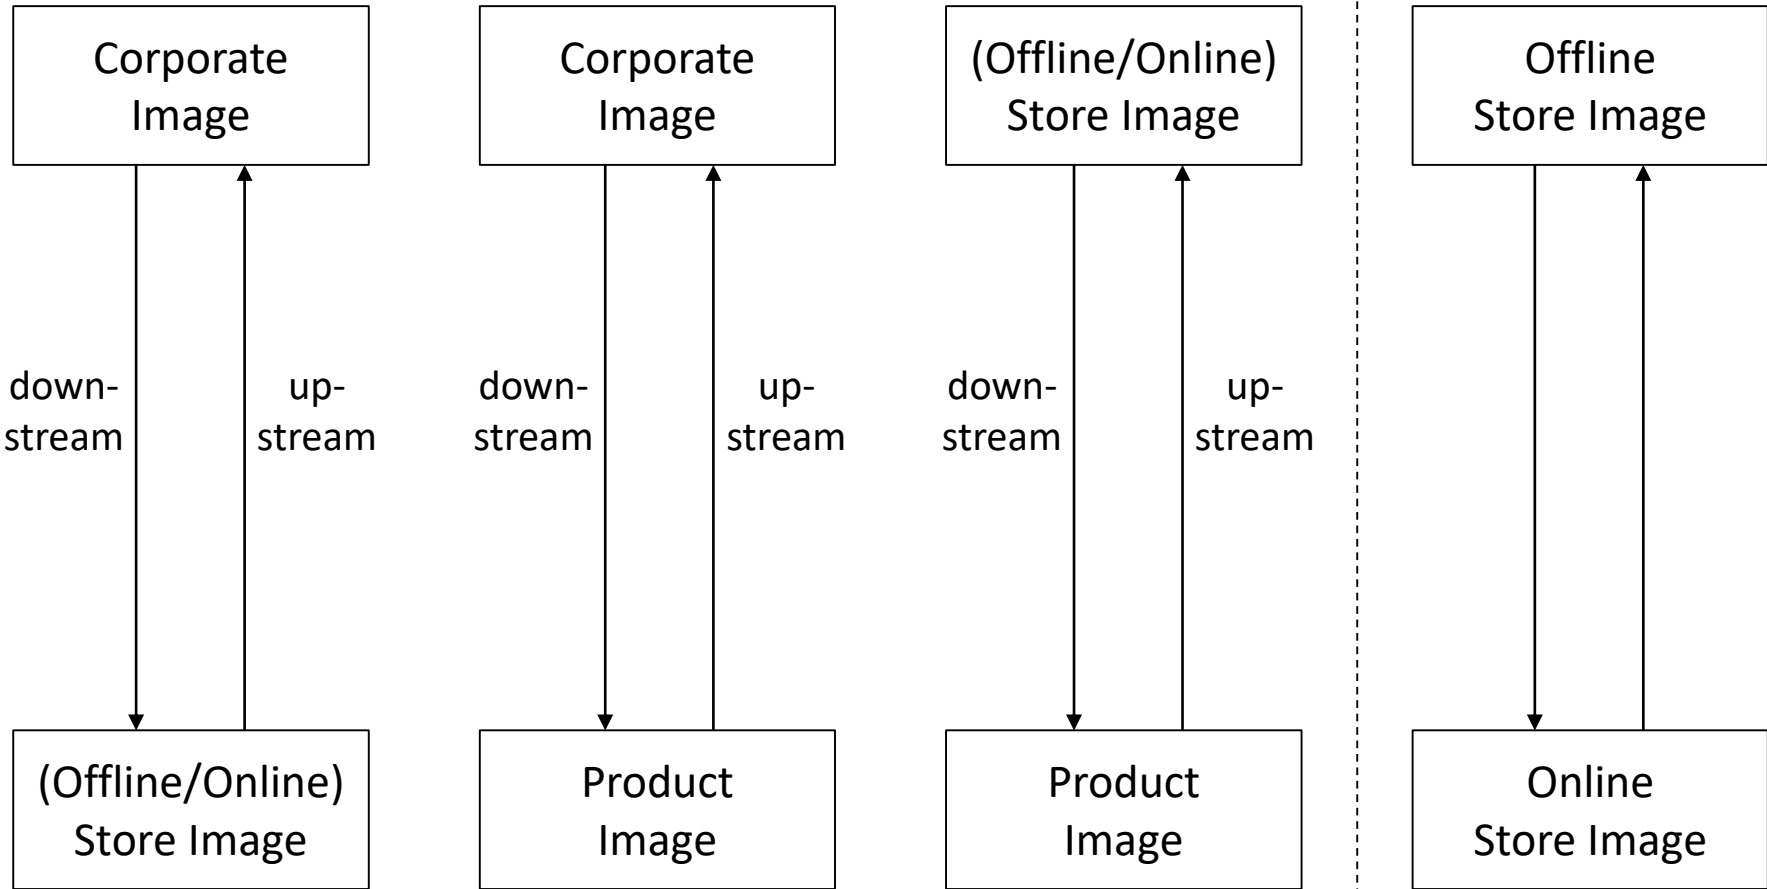 Corporate
Image
Corporate
Image
(Offline/Online)
Store Image
Offline
Store Image
down-
stream
up-
stream
down-
stream
up-
stream
down-
stream
up-
stream
(Offline/Online)
Store Image
Product
Image
Product
Image
Online
Store Image